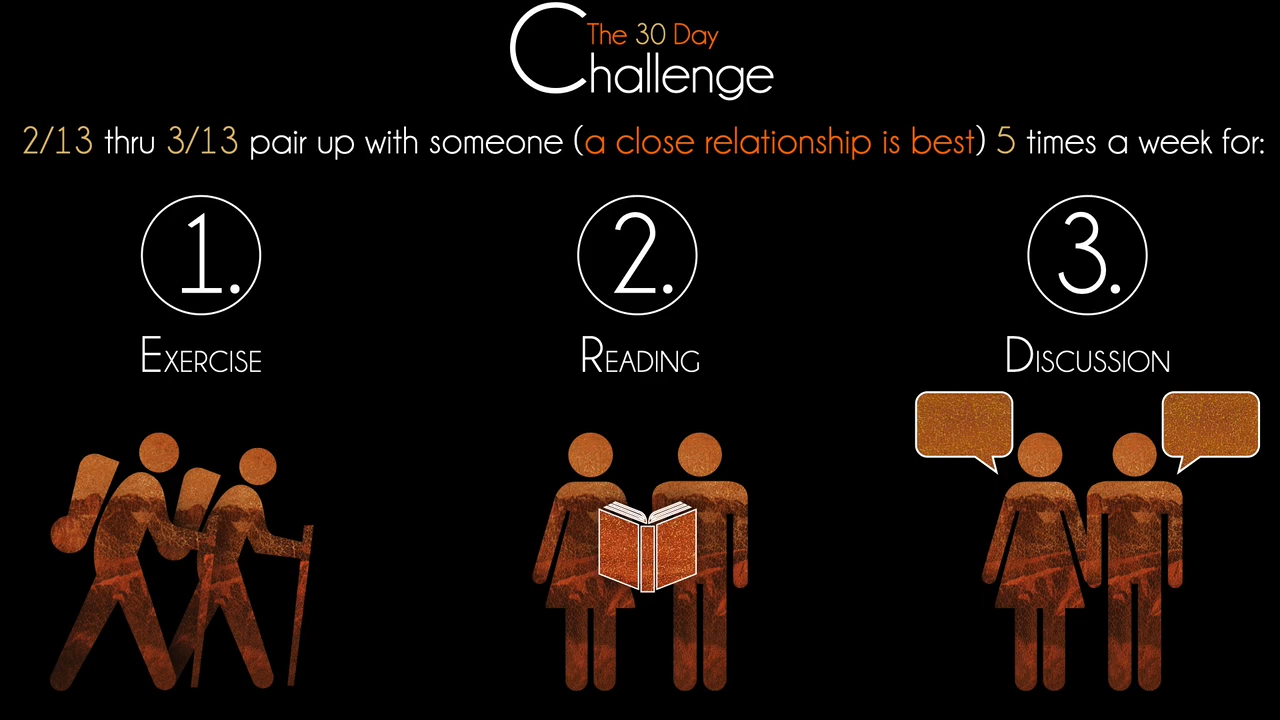 The 30 Day
Challenge
2/13 thru 3/13 pair up with someone (a close relationship is best) 5 times a week for:
1.
2.
3.
Exercise
Reading
Discussion